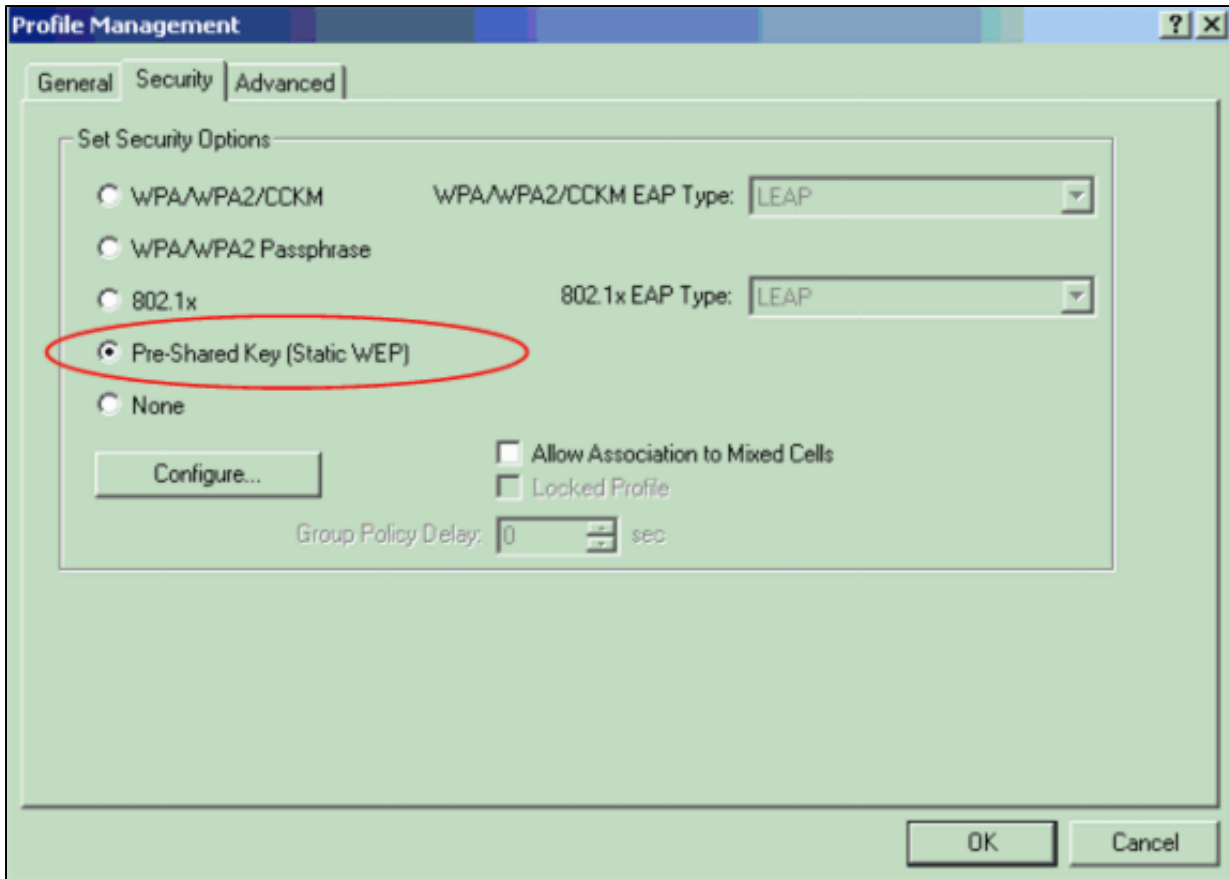 Profile Management
General Security Advanced
Set Security Options
WPA/WPA2/CCKM WPA/WPA2/CCKM EAP Type: LEAP
WPA/WPA2 Passphrase
802.1x 802.1x EAP Type: LEAP
Pre-Shared Key (Static WEP)
None
Configure... Allow Association to Mixed Cells
Locked Profile
Group Policy Delay: 0 sec
OK Cancel